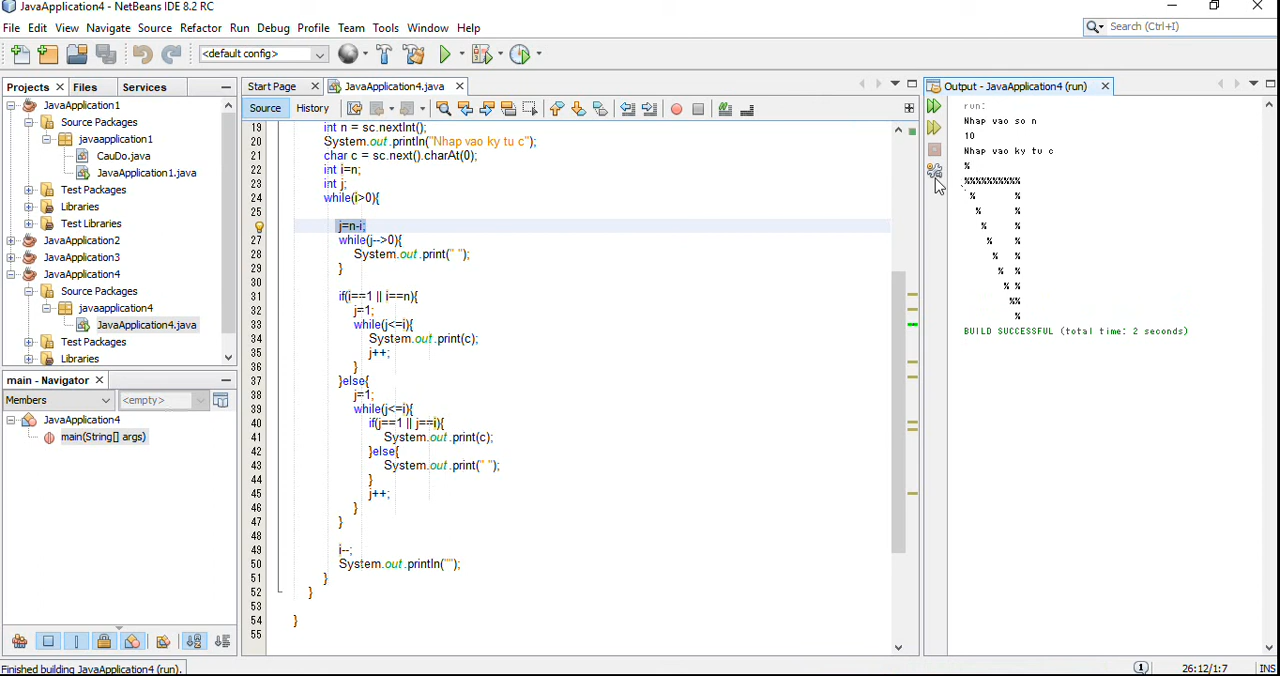 JavaApplication4 - NetBeans IDE 8.2 RC
File Edit View Navigate Source Refactor Run Debug Profile Team Tools Window Help
Search (Ctrl+I)
<default config>
Projects Files Services
JavaApplication1
Source Packages
javaapplication1
CauDo.java
JavaApplication1.java
Test Packages
Libraries
Test Libraries
JavaApplication2
JavaApplication3
JavaApplication4
Source Packages
javaapplication4
JavaApplication4.java
Test Packages
Libraries
main - Navigator
Members <empty>
JavaApplication4
main(String[] args)
Start Page JavaApplication4.java
Source History
19 int n = sc.nextInt();
20 System.out.println("Nhap vao ky tu c");
21 char c = sc.next().charAt(0);
22 int i=n;
23 int j;
24 while(i>0){
25
j=n-i;
27 while(j-->0){
28 System.out.print(" ");
29 }
30
31 if(i==1 || i==n){
32 j=1;
33 while(j<=i){
34 System.out.print(c);
35 j++;
36 }
37 }else{
38 j=1;
39 while(j<=i){
40 if(j==1 || j==i){
41 System.out.print(c);
42 }else{
43 System.out.print(" ");
44 }
45 j++;
46 }
47 }
48
49 i--;
50 System.out.println("");
51 }
52 }
53
54 }
55
Output - JavaApplication4 (run)
run:
Nhap vao so n
10
Nhap vao ky tu c
%
%%%%%%%%%%
% %
% %
% %
% %
% %
% %
% %
%%
%
BUILD SUCCESSFUL (total time: 2 seconds)
Finished building JavaApplication4 (run).
1 26:12/1:7 INS